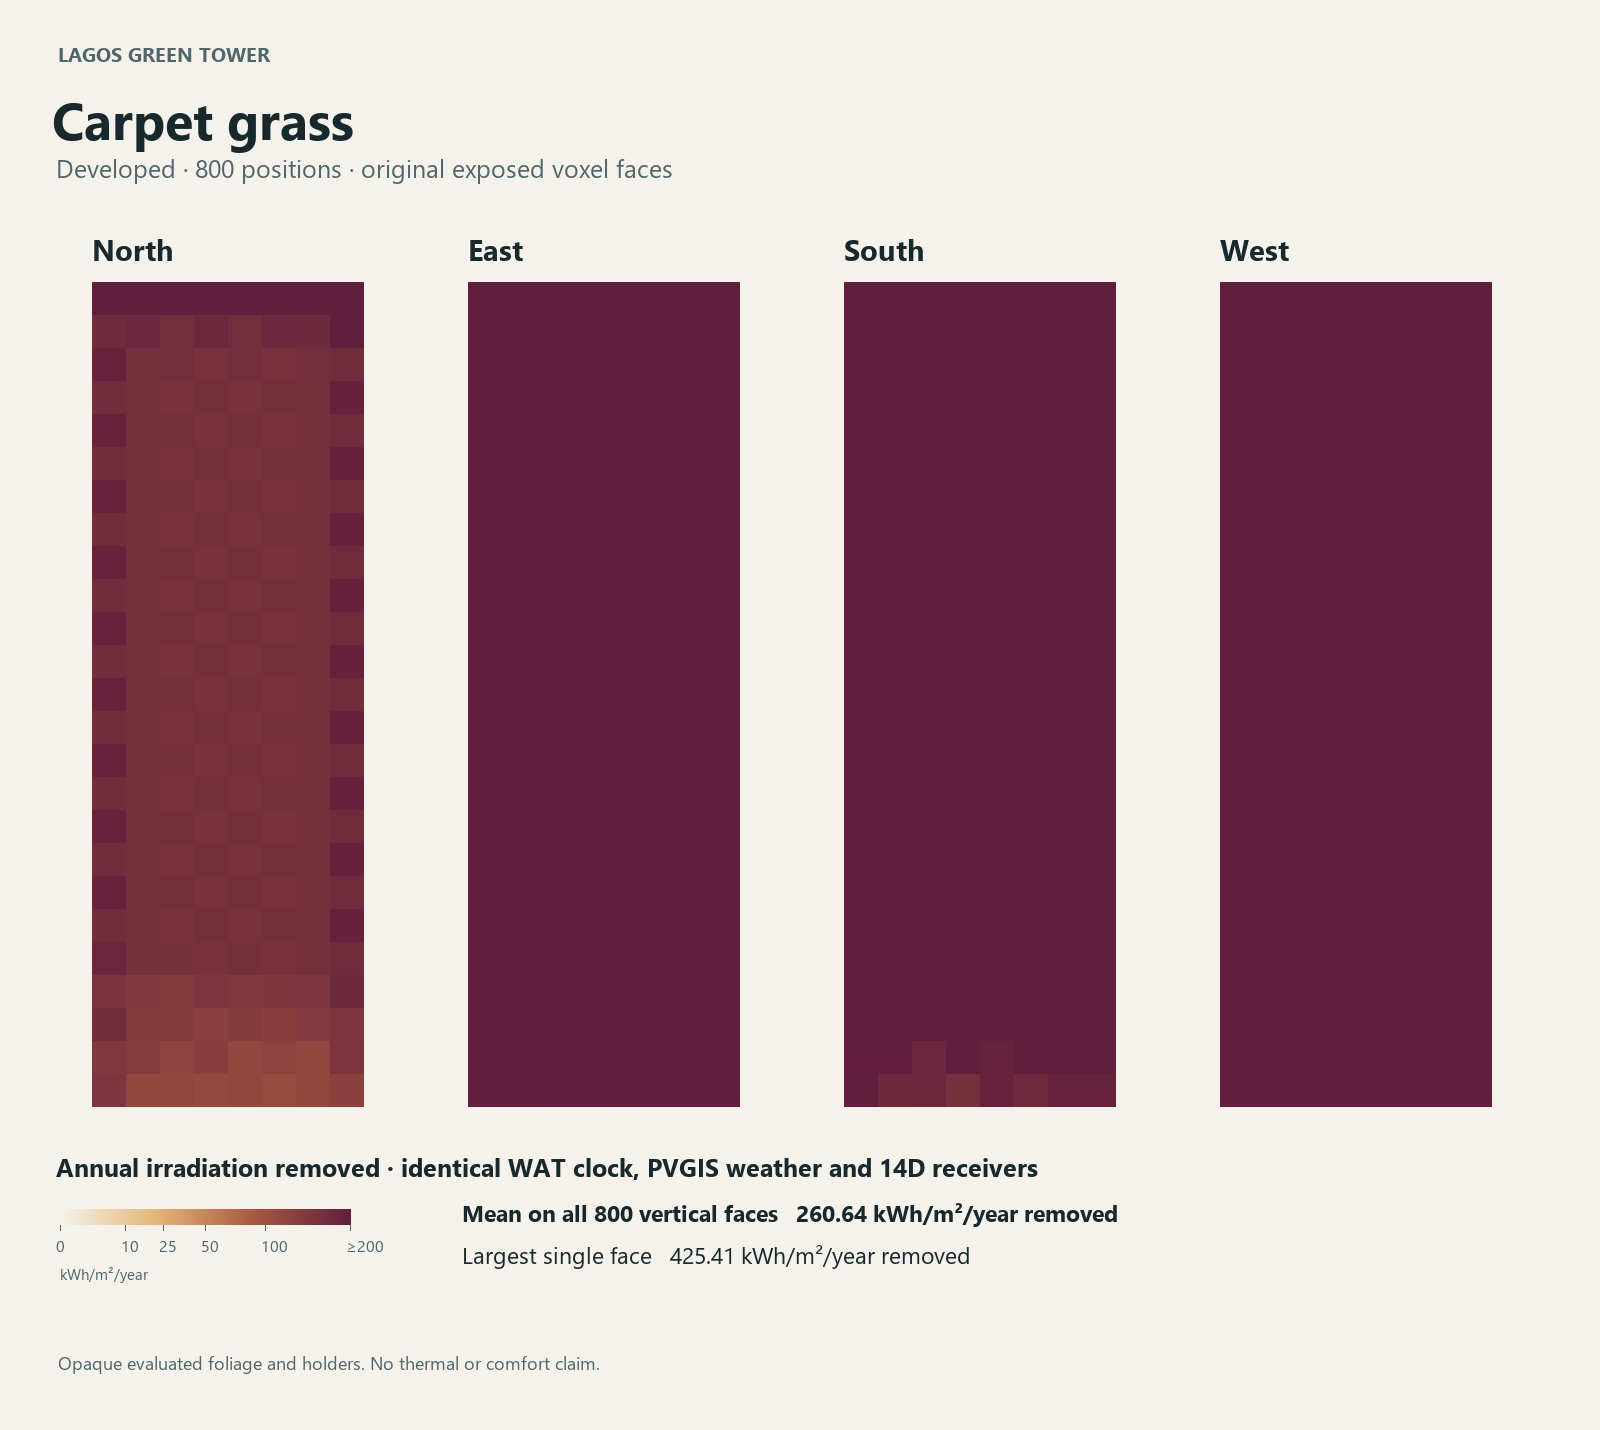 LAGOS GREEN TOWER
Carpet grass
Developed · 800 positions · original exposed voxel faces
North East South West
Annual irradiation removed · identical WAT clock, PVGIS weather and 14D receivers
Mean on all 800 vertical faces 260.64 kWh/m²/year removed
0 10 25 50 100 ≥200
Largest single face 425.41 kWh/m²/year removed
kWh/m²/year
Opaque evaluated foliage and holders. No thermal or comfort claim.